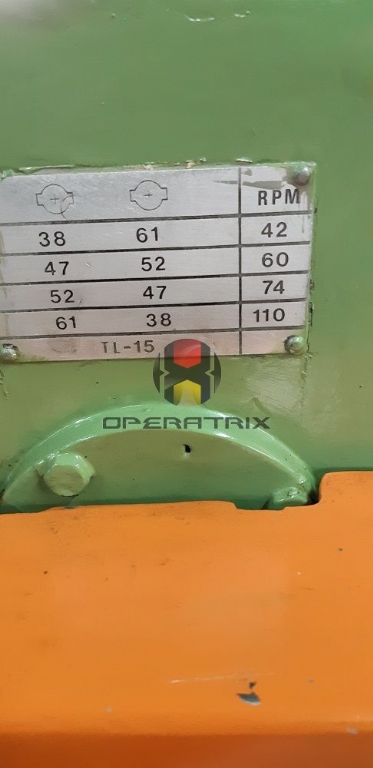 RPM
38 61 42
47 52 60
52 47 74
61 38 110
TL-15
OPERATRIX